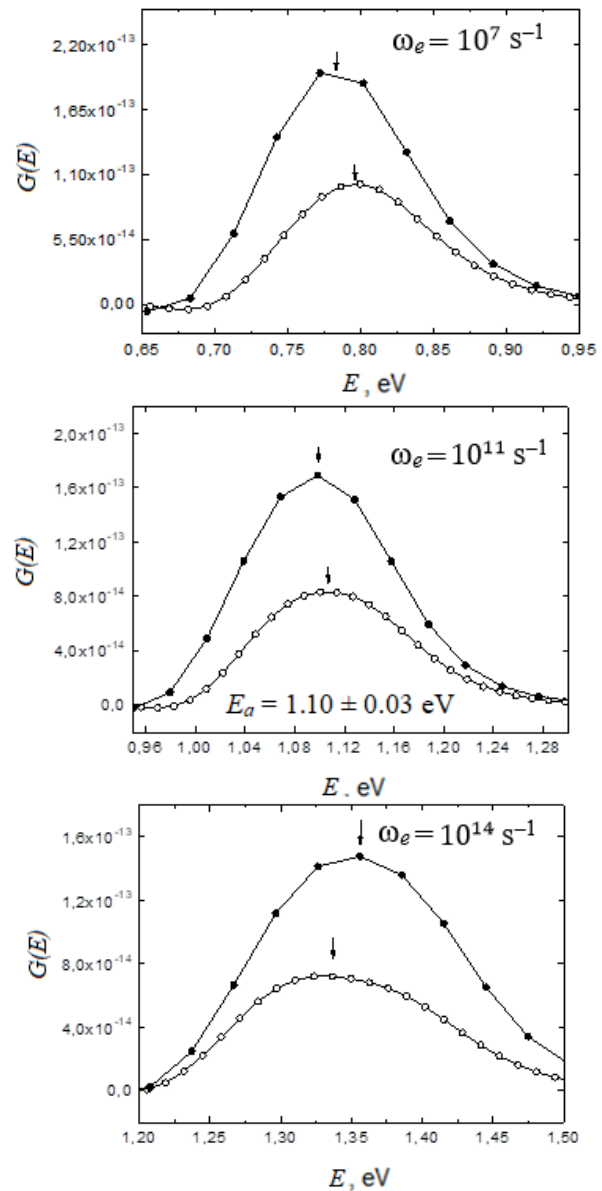 ωₑ = 10⁷ s⁻¹
2,20x10⁻¹³
1,65x10⁻¹³
1,10x10⁻¹³
5,50x10⁻¹⁴
0,00
G(E)
0,65 0,70 0,75 0,80 0,85 0,90 0,95
E , eV
ωₑ = 10¹¹ s⁻¹
2,0x10⁻¹³
1,6x10⁻¹³
1,2x10⁻¹³
8,0x10⁻¹⁴
4,0x10⁻¹⁴
0,0
G(E)
Eₐ = 1.10 ± 0.03 eV
0,96 1,00 1,04 1,08 1,12 1,16 1,20 1,24 1,28
E . eV
ωₑ = 10¹⁴ s⁻¹
1,6x10⁻¹³
1,2x10⁻¹³
8,0x10⁻¹⁴
4,0x10⁻¹⁴
0,0
G(E)
1,20 1,25 1,30 1,35 1,40 1,45 1,50
E , eV